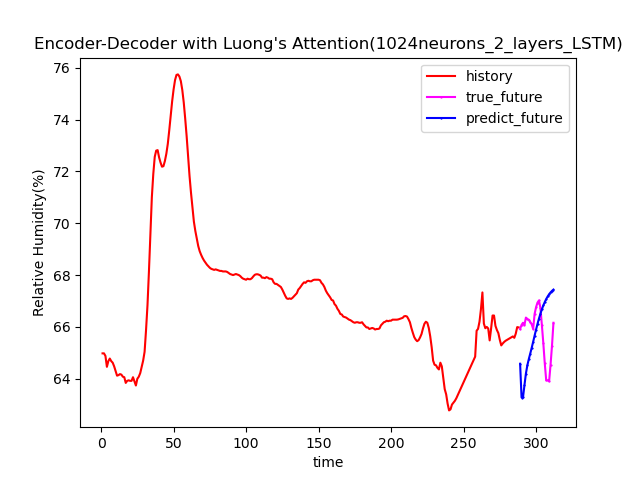 Encoder-Decoder with Luong's Attention(1024neurons_2_layers_LSTM)
history
true_future
predict_future
Relative Humidity(%)
76
74
72
70
68
66
64
0 50 100 150 200 250 300
time